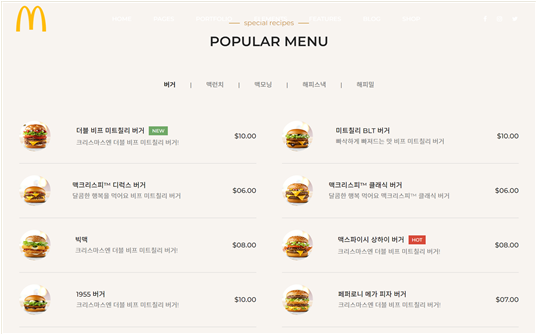 special recipes
POPULAR MENU
버거 | 맥런치 | 맥모닝 | 해피스낵 | 해피밀
더블 비프 미트칠리 버거 NEW $10.00
크리스마스엔 더블 비프 미트칠리 버거!
미트칠리 BLT 버거 $10.00
빠삭하게 빠져드는 맛 비프 미트칠리
맥크리스피™ 디럭스 버거 $06.00
달콤한 행복을 먹어요 비프 미트칠리
맥크리스피™ 클래식 버거 $06.00
달콤한 행복을 먹어요 맥크리스피™ 클래식 버거
빅맥 $08.00
크리스마스엔 더블 비프 미트칠리 버거!
맥스파이시 상하이 버거 HOT $08.00
크리스마스엔 더블 비프 미트칠리 버거!
1955 버거 $10.00
크리스마스엔 더블 비프 미트칠리 버거!
페퍼로니 메가 피자 버거 $07.00
크리스마스엔 더블 비프 미트칠리 버거!